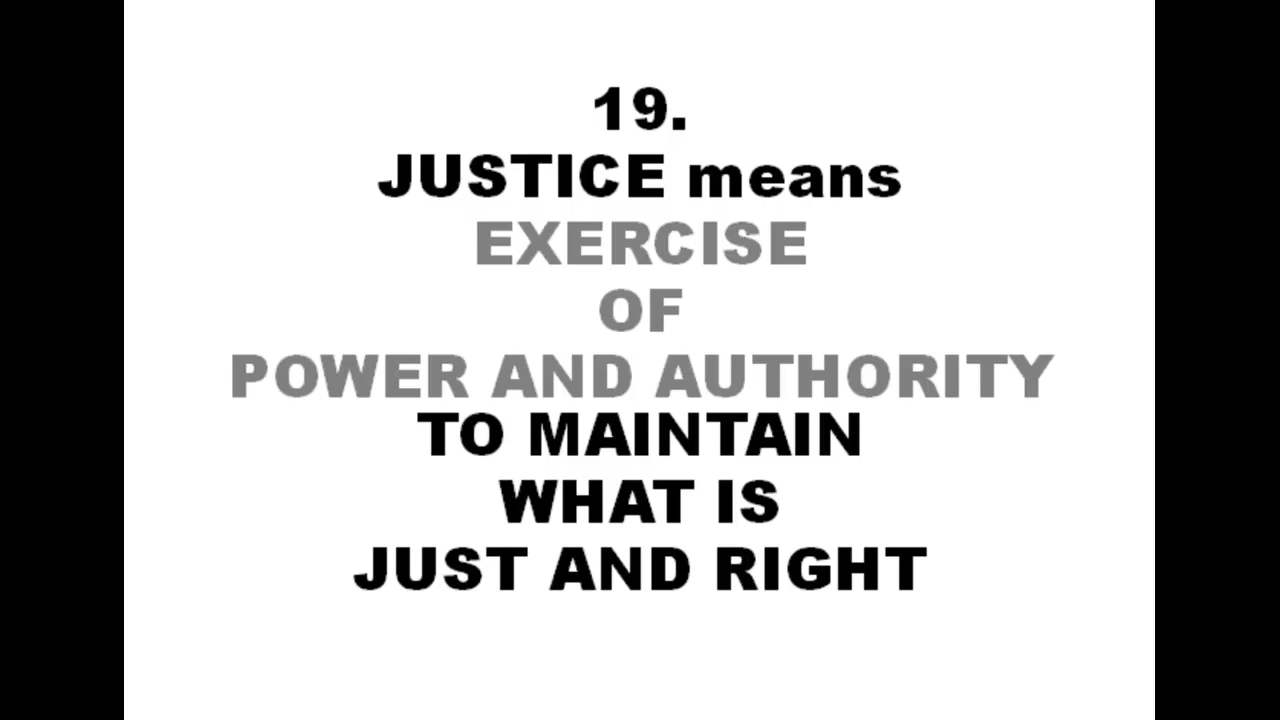 19.
JUSTICE means
EXERCISE
OF
POWER AND AUTHORITY
TO MAINTAIN
WHAT IS
JUST AND RIGHT